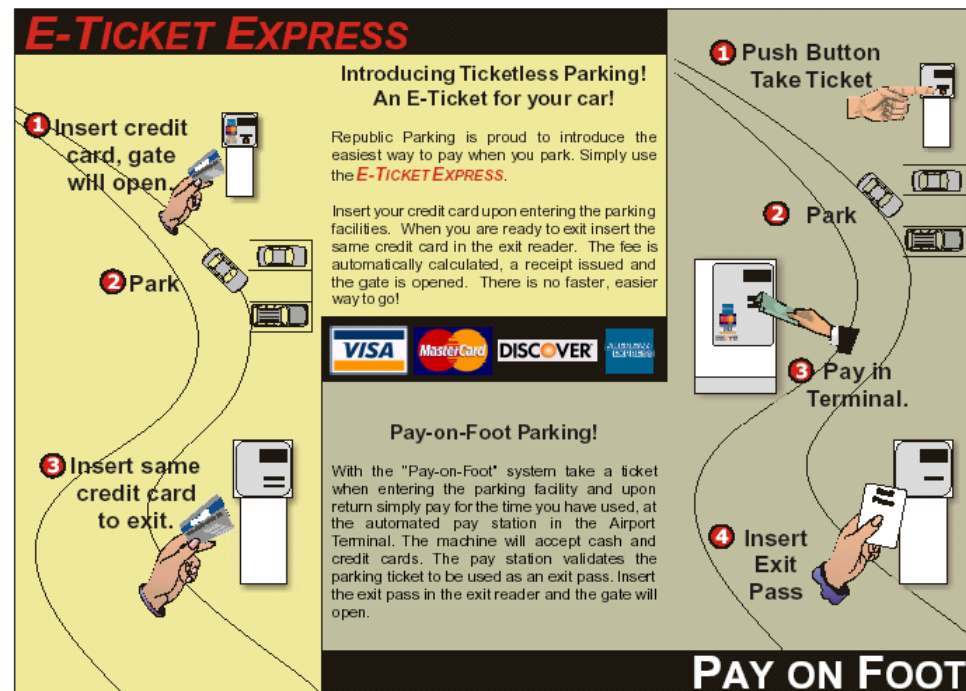 E-TICKET EXPRESS
1 Insert credit
card, gate
will open.
2 Park
3 Insert same
credit card
to exit.
Introducing Ticketless Parking!
An E-Ticket for your car!
Republic Parking is proud to introduce the
easiest way to pay when you park. Simply use
the E-TICKET EXPRESS.
Insert your credit card upon entering the parking
facilities. When you are ready to exit insert the
same credit card in the exit reader. The fee is
automatically calculated, a receipt issued and
the gate is opened. There is no faster, easier
way to go!
VISA MasterCard DISCOVER AMERICAN EXPRESS
Pay-on-Foot Parking!
With the "Pay-on-Foot" system take a ticket
when entering the parking facility and upon
return simply pay for the time you have used, at
the automated pay station in the Airport
Terminal. The machine will accept cash and
credit cards. The pay station validates the
parking ticket to be used as an exit pass. Insert
the exit pass in the exit reader and the gate will
open.
1 Push Button
Take Ticket
2 Park
3 Pay in
Terminal.
4 Insert
Exit
Pass
PAY ON FOOT